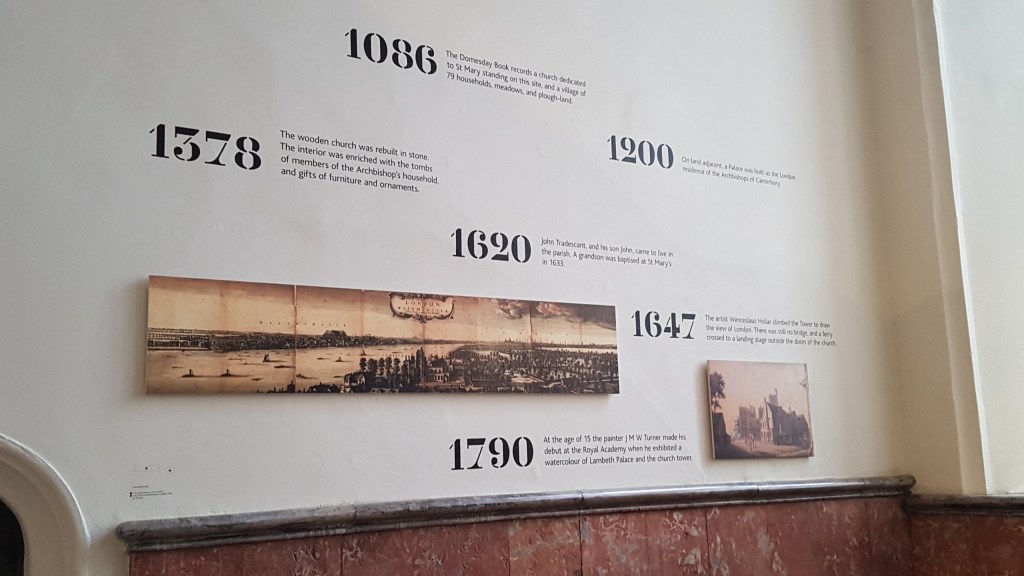 1086
The Domesday Book records a church dedicated
to St Mary standing on this site, and a village of
79 households, meadows, and plough-land.
1378
The wooden church was rebuilt in stone.
The interior was enriched with the tombs
of members of the Archbishop's household,
and gifts of furniture and ornaments.
1200
On land adjacent, a Palace was built as the London
residence of the Archbishops of Canterbury.
1620
John Tradescant, and his son John, came to live in
the parish. A grandson was baptised at St Mary's
in 1633.
LONDON
1647
The artist Wenceslaus Hollar climbed the Tower to draw
the view of London. There was still no bridge, and a ferry
crossed to a landing stage outside the doors of the church.
1790
At the age of 15 the painter J M W Turner made his
debut at the Royal Academy when he exhibited a
watercolour of Lambeth Palace and the church tower.